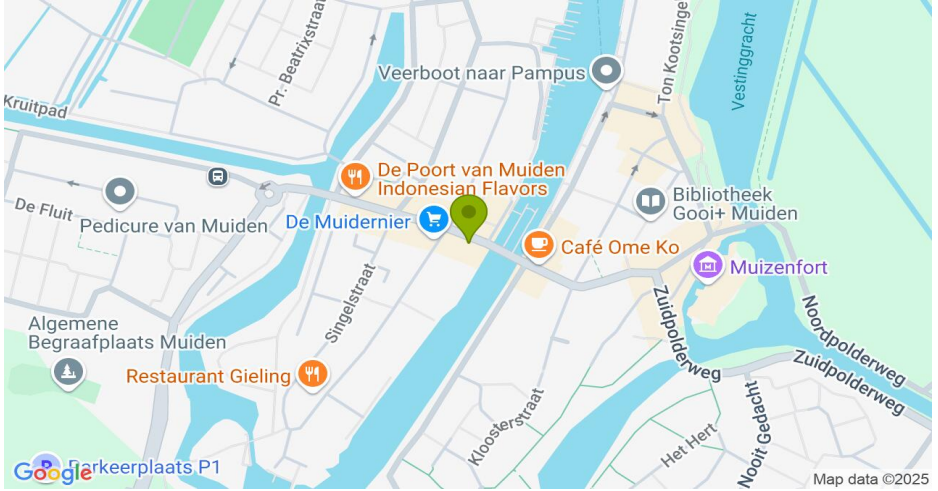 Pr. Beatrixstraat
Ton Kootsinge
Vestinggracht
Veerboot naar Pampus
Kruitpad
De Poort van Muiden
Indonesian Flavors
Bibliotheek
Gooi+ Muiden
De Fluit
Pedicure van Muiden
De Muidernier
Café Ome Ko
Muizenfort
Singelstraat
Zuidpolderweg
Noordpolderweg
Algemene
Begraafplaats Muiden
Zuidpolderweg
Restaurant Gieling
Kloosterstraat
Nooit Gedacht
Het Hert
Parkeerplaats P1
Google
Map data ©2025